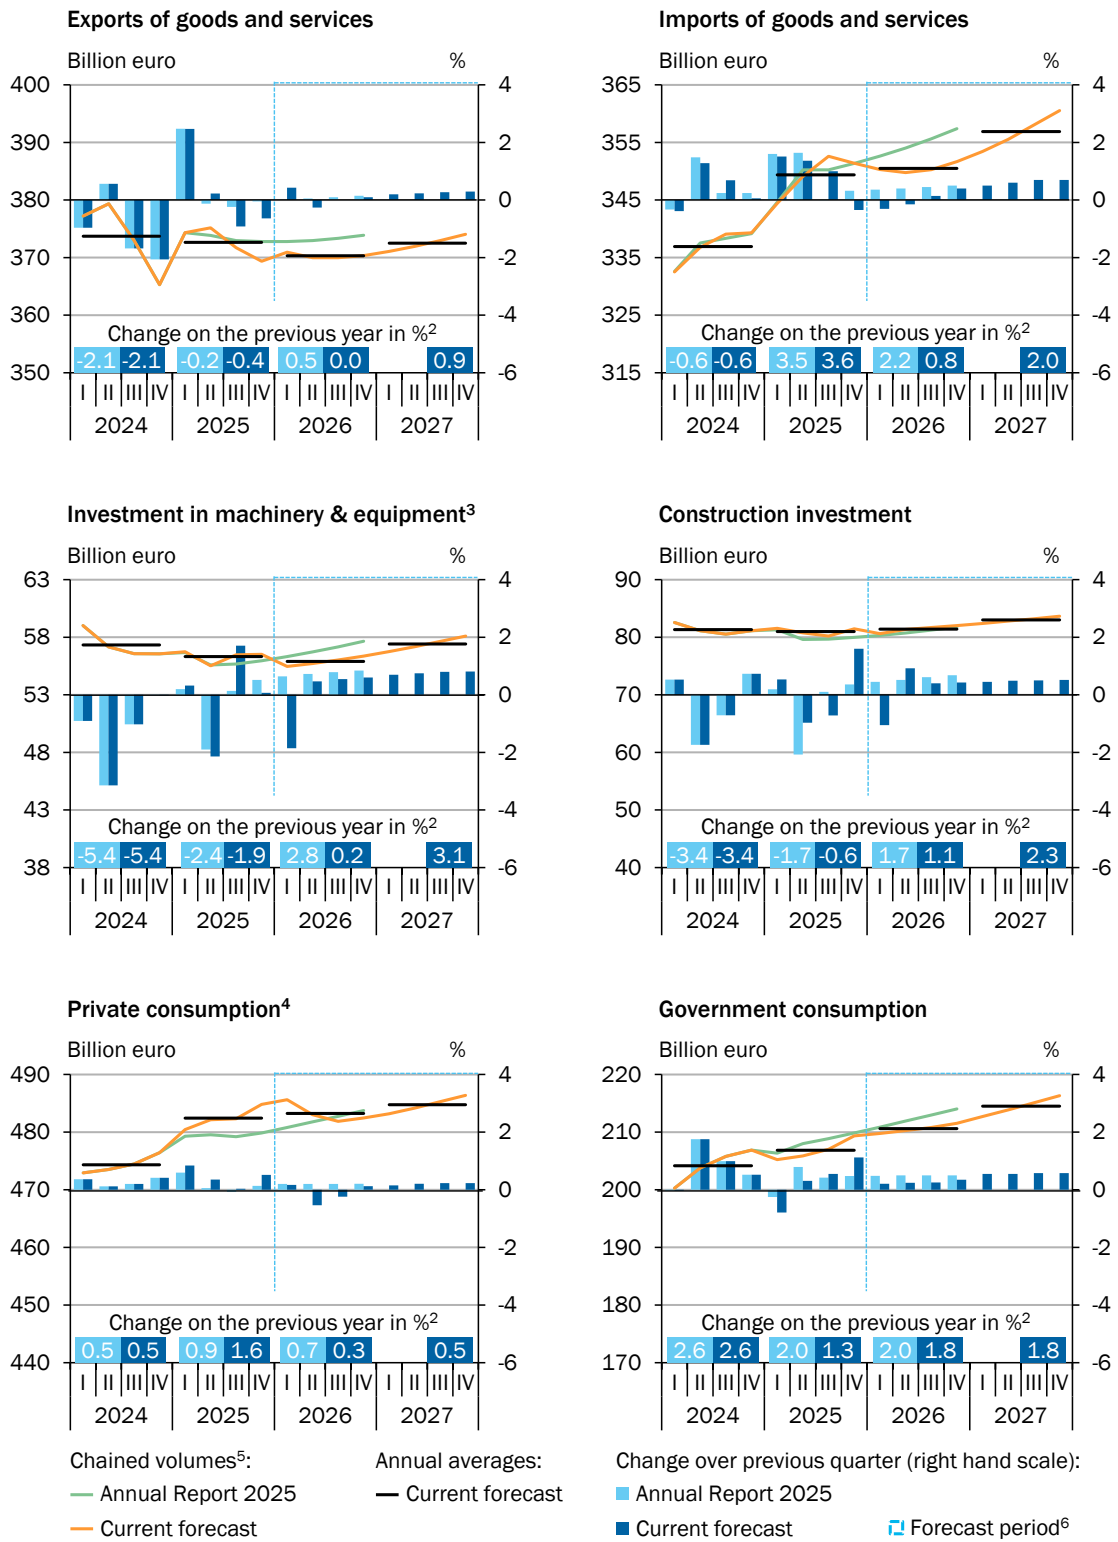 Exports of goods and services
Billion euro %
400 4
390 2
380 0
370 -2
360 -4
Change on the previous year in %2
-2.1 -2.1 -0.2 -0.4 0.5 0.0 0.9
350 -6
I II III IV I II III IV I II III IV I II III IV
2024 2025 2026 2027
Imports of goods and services
Billion euro %
365 4
355 2
345 0
335 -2
325 -4
Change on the previous year in %2
-0.6 -0.6 3.5 3.6 2.2 0.8 2.0
315 -6
I II III IV I II III IV I II III IV I II III IV
2024 2025 2026 2027
Investment in machinery & equipment3
Billion euro %
63 4
58 2
53 0
48 -2
43 -4
Change on the previous year in %2
-5.4 -5.4 -2.4 -1.9 2.8 0.2 3.1
38 -6
I II III IV I II III IV I II III IV I II III IV
2024 2025 2026 2027
Construction investment
Billion euro %
90 4
80 2
70 0
60 -2
50 -4
Change on the previous year in %2
-3.4 -3.4 -1.7 -0.6 1.7 1.1 2.3
40 -6
I II III IV I II III IV I II III IV I II III IV
2024 2025 2026 2027
Private consumption4
Billion euro %
490 4
480 2
470 0
460 -2
450 -4
Change on the previous year in %2
0.5 0.5 0.9 1.6 0.7 0.3 0.5
440 -6
I II III IV I II III IV I II III IV I II III IV
2024 2025 2026 2027
Government consumption
Billion euro %
220 4
210 2
200 0
190 -2
180 -4
Change on the previous year in %2
2.6 2.6 2.0 1.3 2.0 1.8 1.8
170 -6
I II III IV I II III IV I II III IV I II III IV
2024 2025 2026 2027
Chained volumes5:
Annual Report 2025
Current forecast
Annual averages:
Current forecast
Change over previous quarter (right hand scale):
Annual Report 2025
Current forecast
Forecast period6